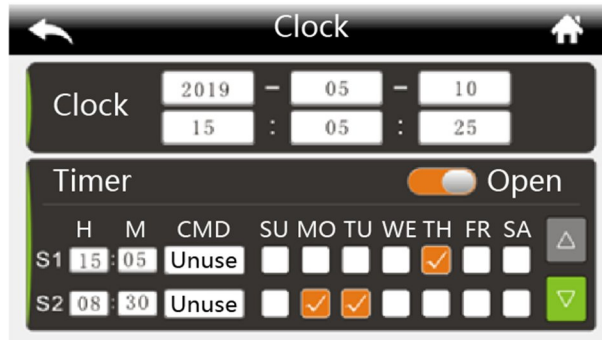 Clock
Clock 2019 - 05 - 10
15 : 05 : 25
Timer Open
H M CMD SU MO TU WE TH FR SA
S1 15 : 05 Unuse
S2 08 : 30 Unuse